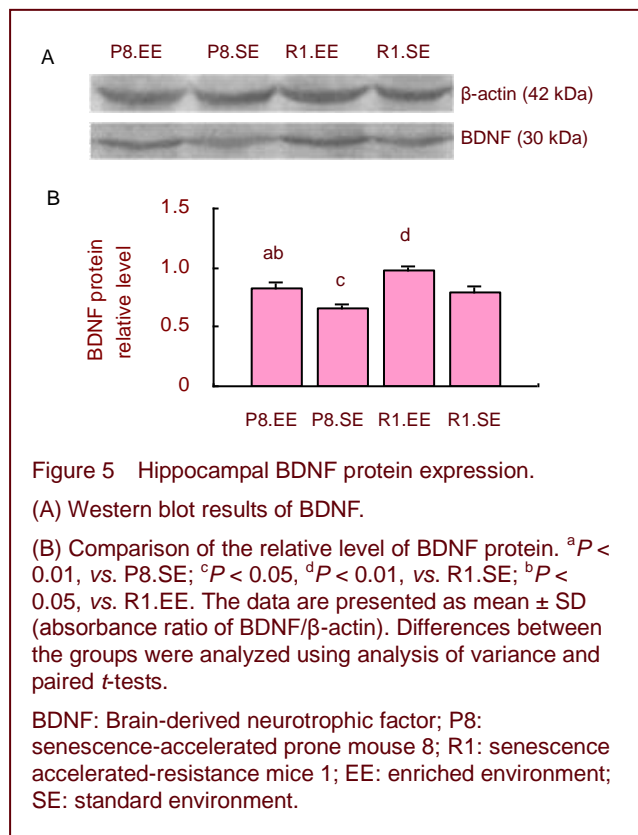 A
P8.EE P8.SE R1.EE R1.SE
β-actin (42 kDa)
BDNF (30 kDa)
B
BDNF protein
relative level
1.5
1.0
0.5
0
ab
c
d
P8.EE P8.SE R1.EE R1.SE
Figure 5 Hippocampal BDNF protein expression.
(A) Western blot results of BDNF.
(B) Comparison of the relative level of BDNF protein. ᵃP <
0.01, vs. P8.SE; ᶜP < 0.05, ᵈP < 0.01, vs. R1.SE; ᵇP <
0.05, vs. R1.EE. The data are presented as mean ± SD
(absorbance ratio of BDNF/β-actin). Differences between
the groups were analyzed using analysis of variance and
paired t-tests.
BDNF: Brain-derived neurotrophic factor; P8:
senescence-accelerated prone mouse 8; R1: senescence
accelerated-resistance mice 1; EE: enriched environment;
SE: standard environment.